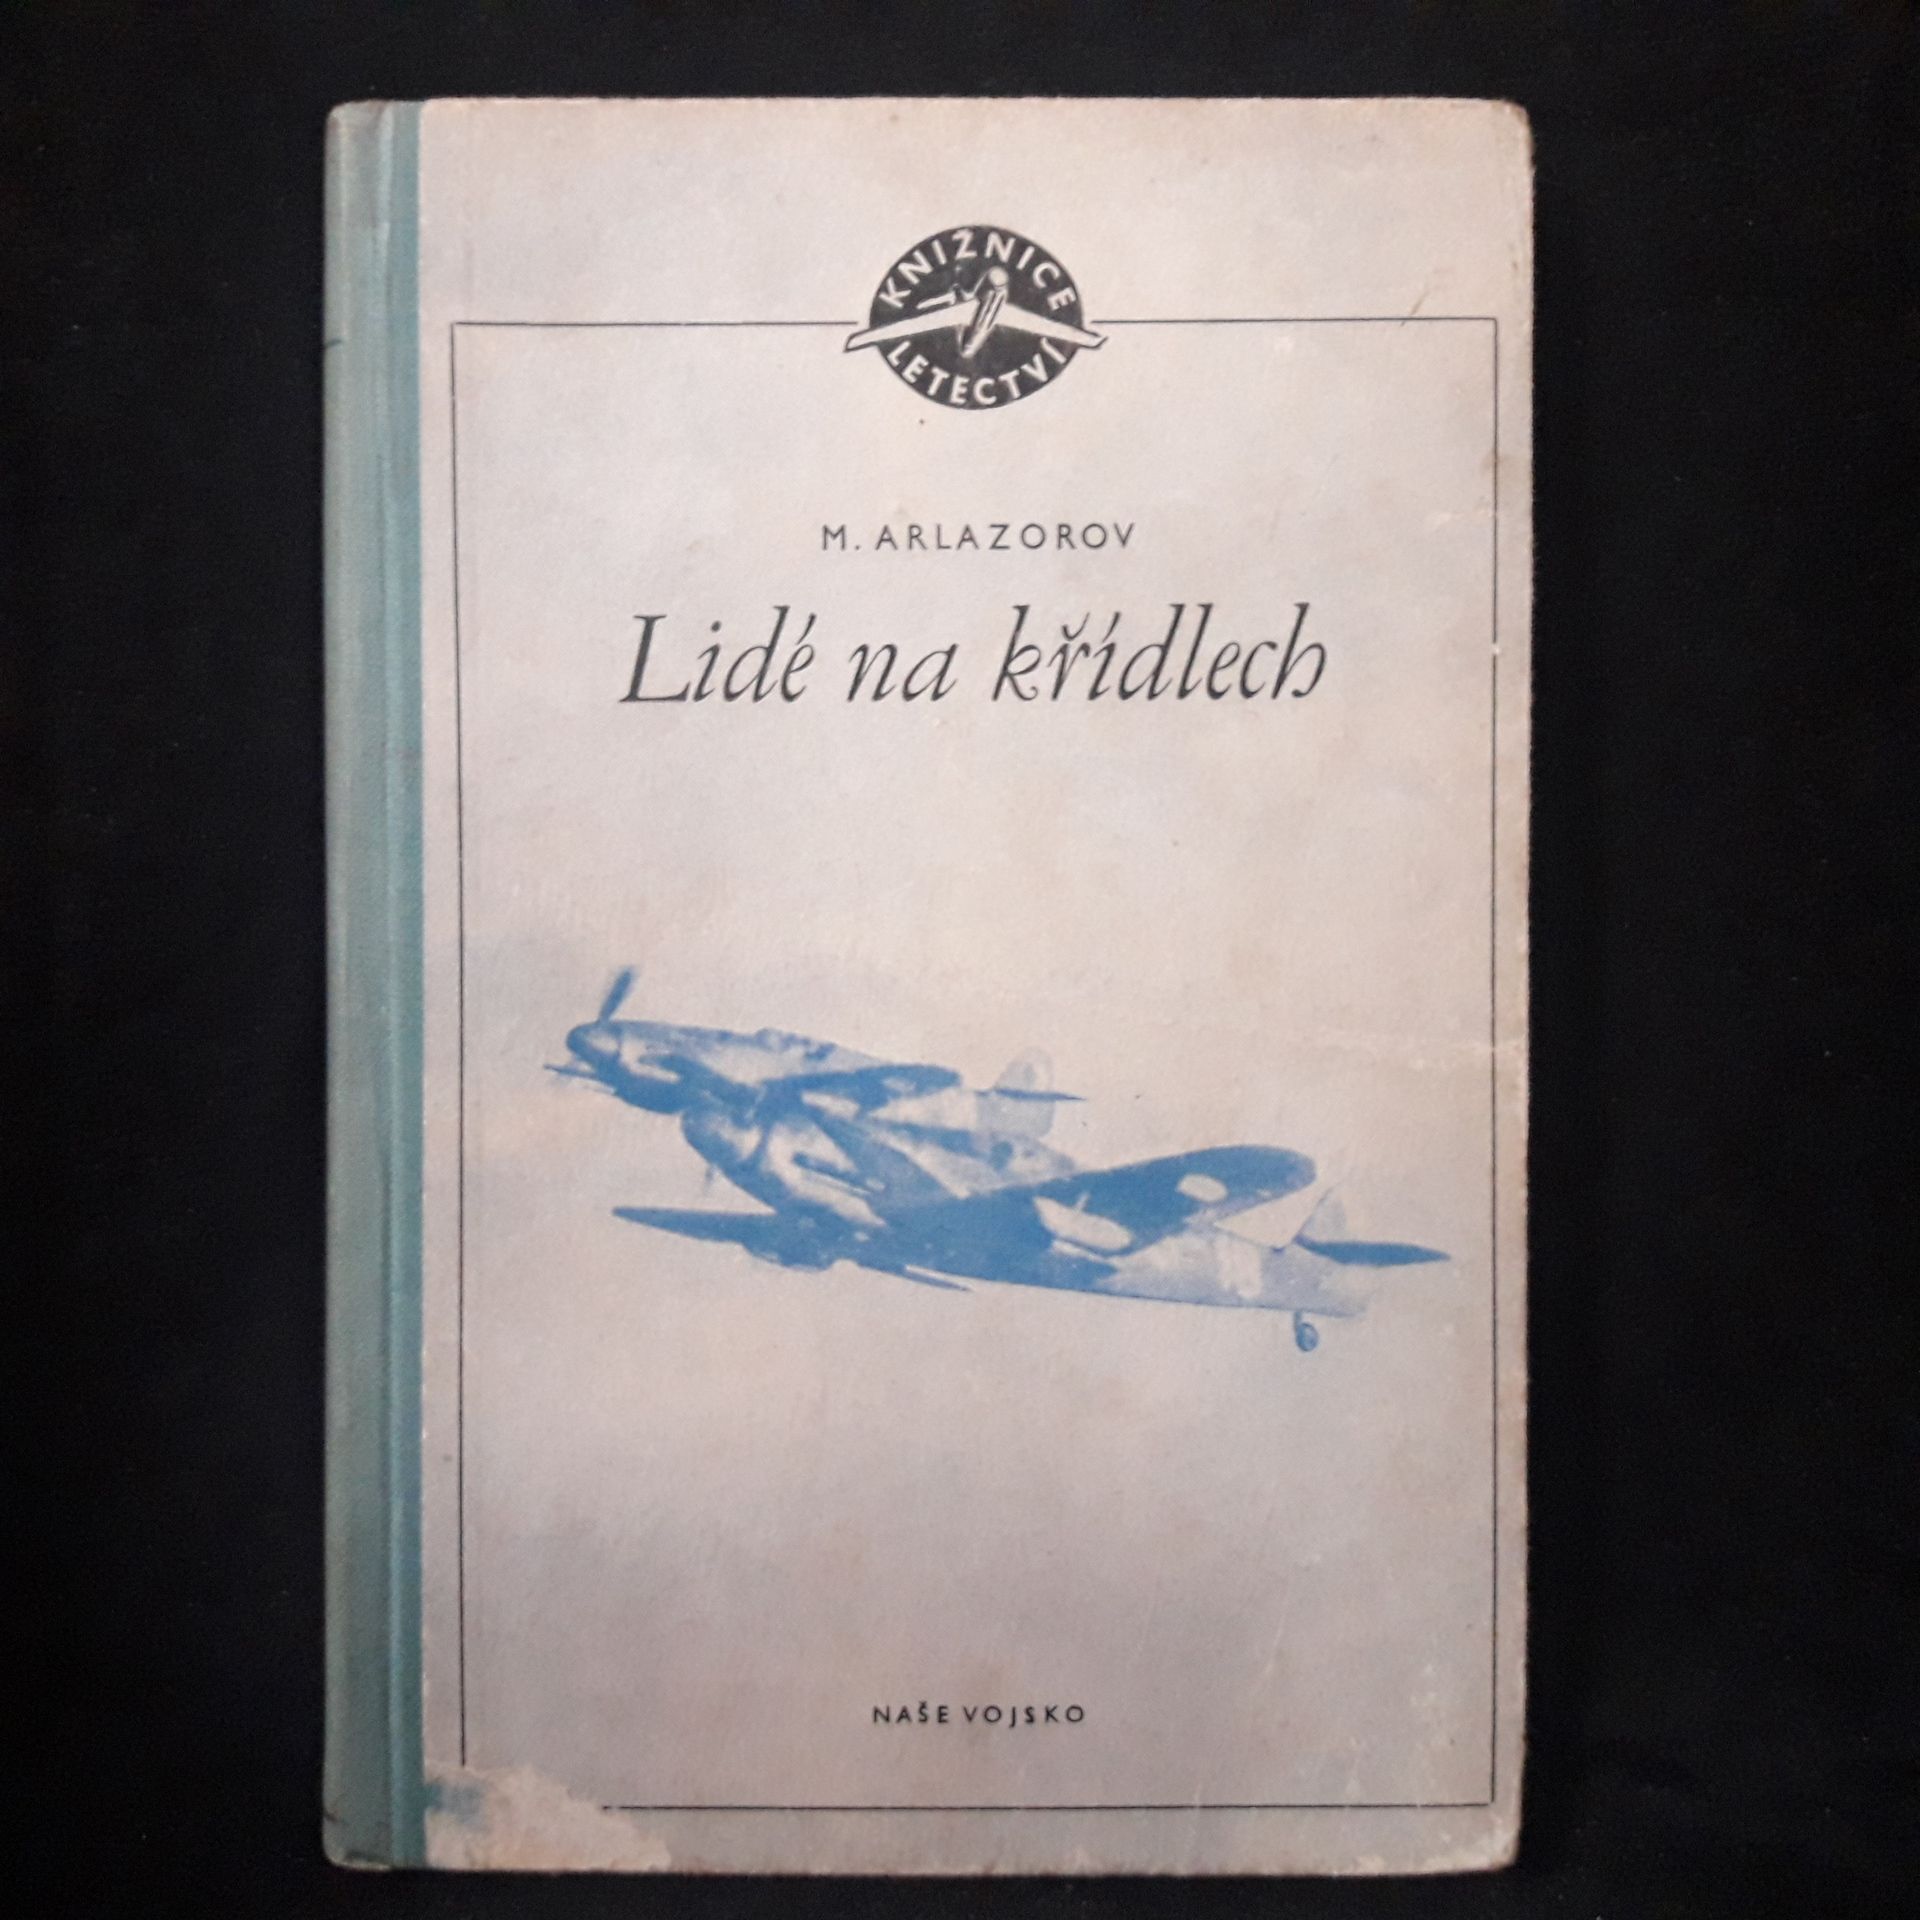 KNIŽNICE
LETECTVÍ
M. ARLAZOROV
Lidé na křídlech
NAŠE VOJSKO